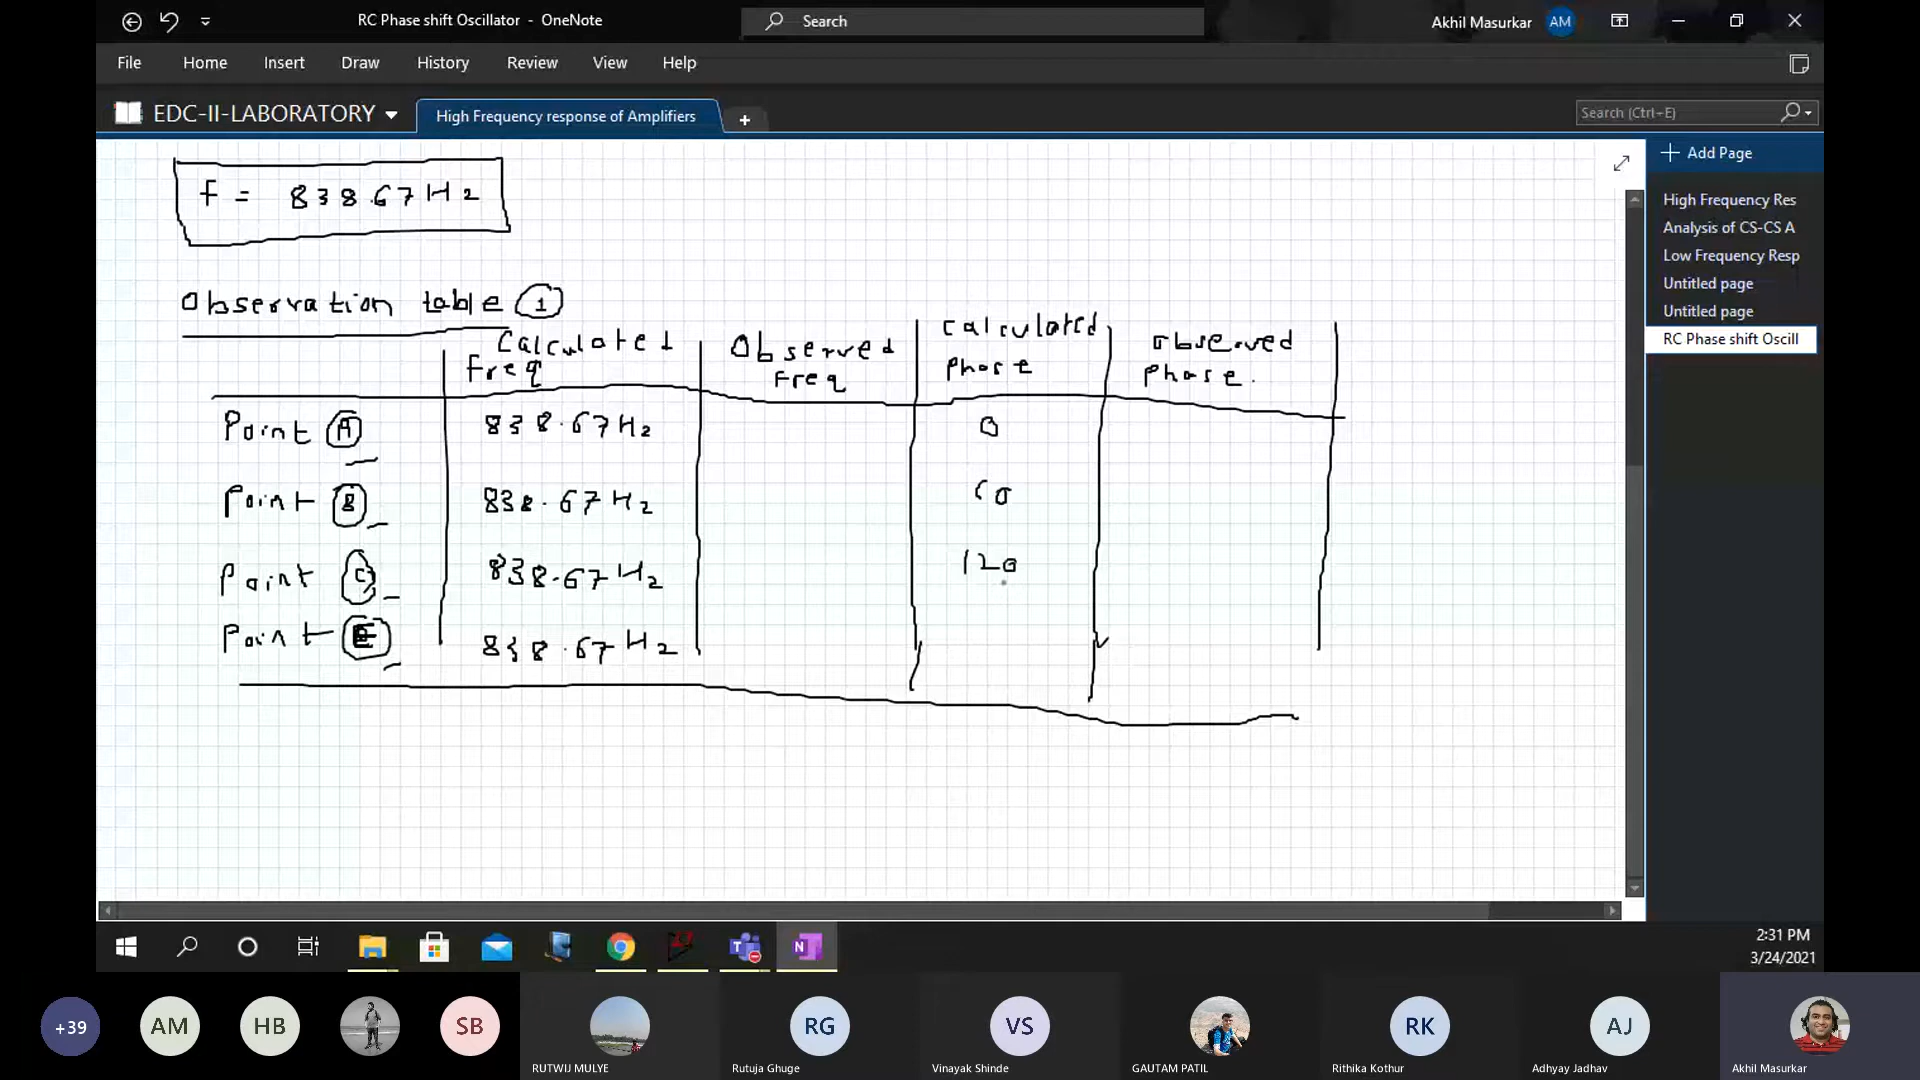 RC Phase shift Oscillator - OneNote
Search
Akhil Masurkar
AM
File Home Insert Draw History Review View Help
EDC-II-LABORATORY
High Frequency response of Amplifiers
+
Search (Ctrl+E)
Add Page
High Frequency Res
Analysis of CS-CS A
Low Frequency Resp
Untitled page
Untitled page
RC Phase shift Oscill
f = 838.67Hz
Observation table 1
Calculated Freq
Observed Freq
Calculated Phase
Observed Phase.
Point A 838.67Hz 0
Point B 838.67Hz 60
Point C 838.67Hz 120
Point E 838.67Hz
2:31 PM
3/24/2021
+39
AM
HB
SB
RUTWIJ MULYE
RG
Rutuja Ghuge
VS
Vinayak Shinde
GAUTAM PATIL
RK
Rithika Kothur
AJ
Adhyay Jadhav
Akhil Masurkar